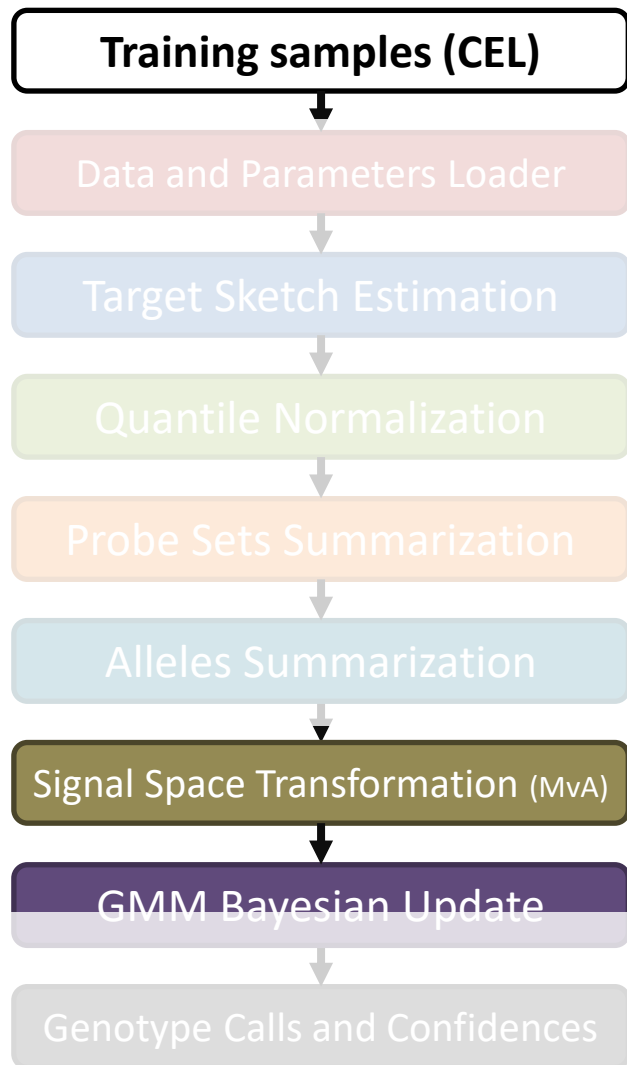 Training samples (CEL)
Data and Parameters Loader
Target Sketch Estimation
Quantile Normalization
Probe Sets Summarization
Alleles Summarization
Signal Space Transformation (MvA)
GMM Bayesian Update
Genotype Calls and Confidences